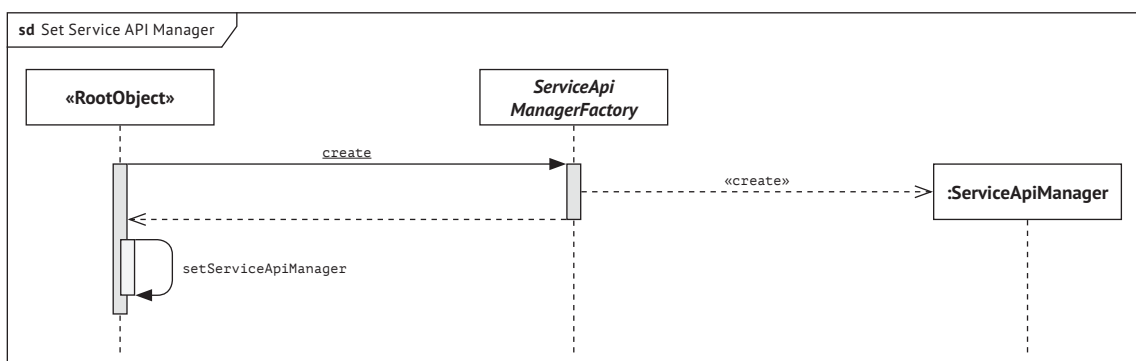 sd Set Service API Manager
«RootObject»
ServiceApi
ManagerFactory
create
«create»
:ServiceApiManager
setServiceApiManager